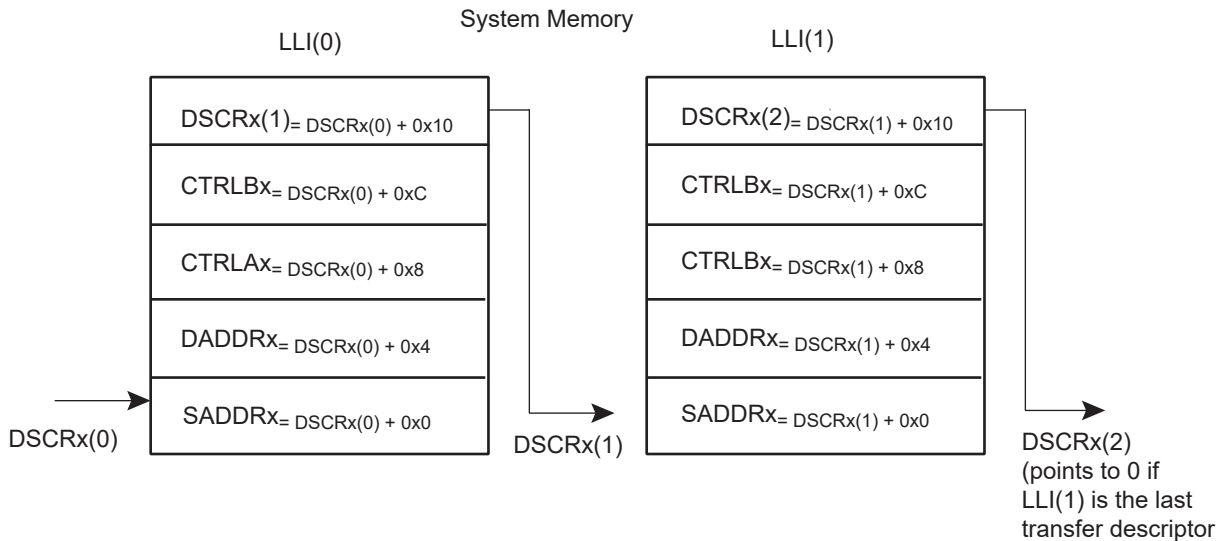 System Memory
LLI(0)
LLI(1)
DSCRx(1)= DSCRx(0) + 0x10
CTRLBx= DSCRx(0) + 0xC
CTRLAx= DSCRx(0) + 0x8
DADDRx= DSCRx(0) + 0x4
SADDRx= DSCRx(0) + 0x0
DSCRx(0)
DSCRx(1)
DSCRx(2)= DSCRx(1) + 0x10
CTRLBx= DSCRx(1) + 0xC
CTRLBx= DSCRx(1) + 0x8
DADDRx= DSCRx(1) + 0x4
SADDRx= DSCRx(1) + 0x0
DSCRx(2)
(points to 0 if
LLI(1) is the last
transfer descriptor